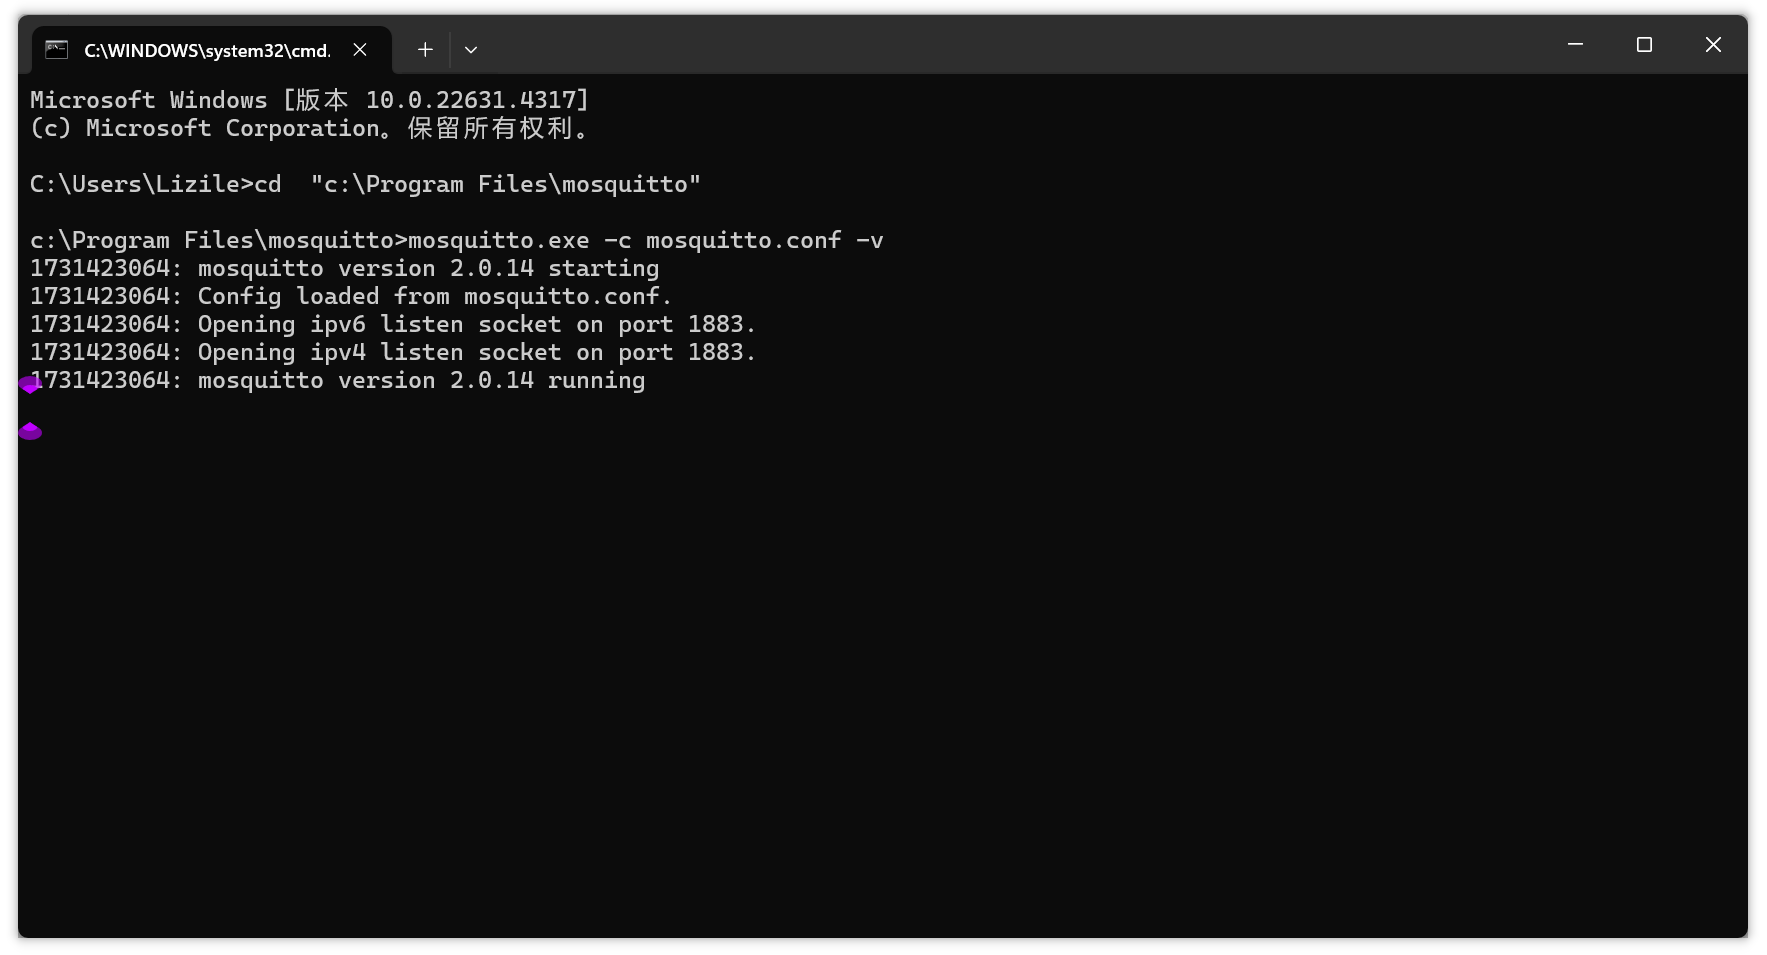 C:\WINDOWS\system32\cmd.
Microsoft Windows [版本 10.0.22631.4317]
(c) Microsoft Corporation。保留所有权利。
C:\Users\Lizile>cd  "c:\Program Files\mosquitto"
c:\Program Files\mosquitto>mosquitto.exe -c mosquitto.conf -v
1731423064: mosquitto version 2.0.14 starting
1731423064: Config loaded from mosquitto.conf.
1731423064: Opening ipv6 listen socket on port 1883.
1731423064: Opening ipv4 listen socket on port 1883.
1731423064: mosquitto version 2.0.14 running